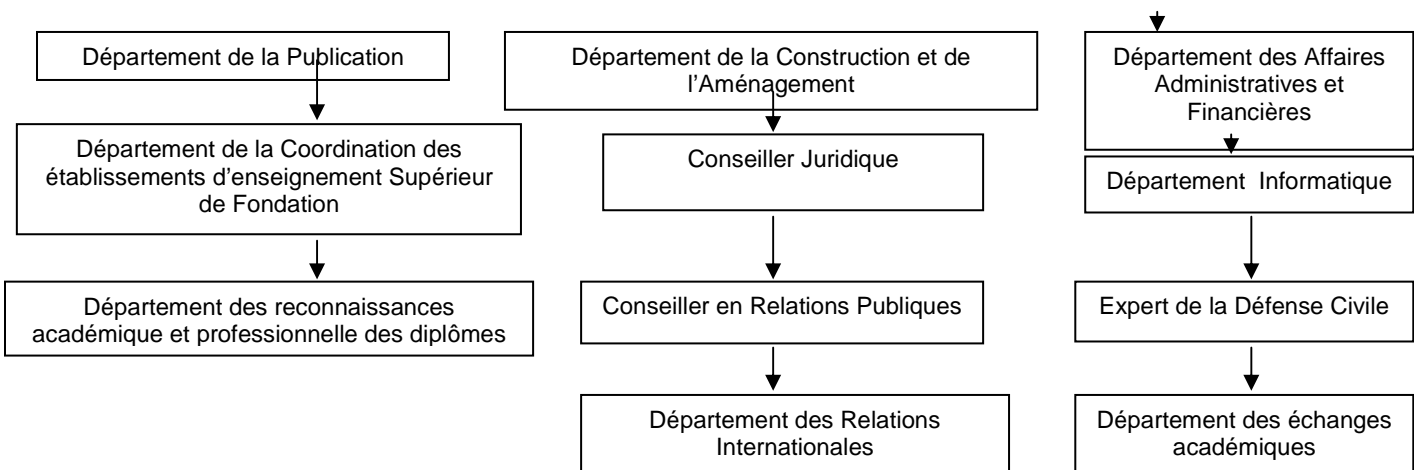 Département de la Publication
Département de la Coordination des
établissements d'enseignement Supérieur
de Fondation
Département des reconnaissances
académique et professionnelle des diplômes
Département de la Construction et de
l'Aménagement
Conseiller Juridique
Conseiller en Relations Publiques
Département des Relations
Internationales
Département des Affaires
Administratives et
Financières
Département Informatique
Expert de la Défense Civile
Département des échanges
académiques